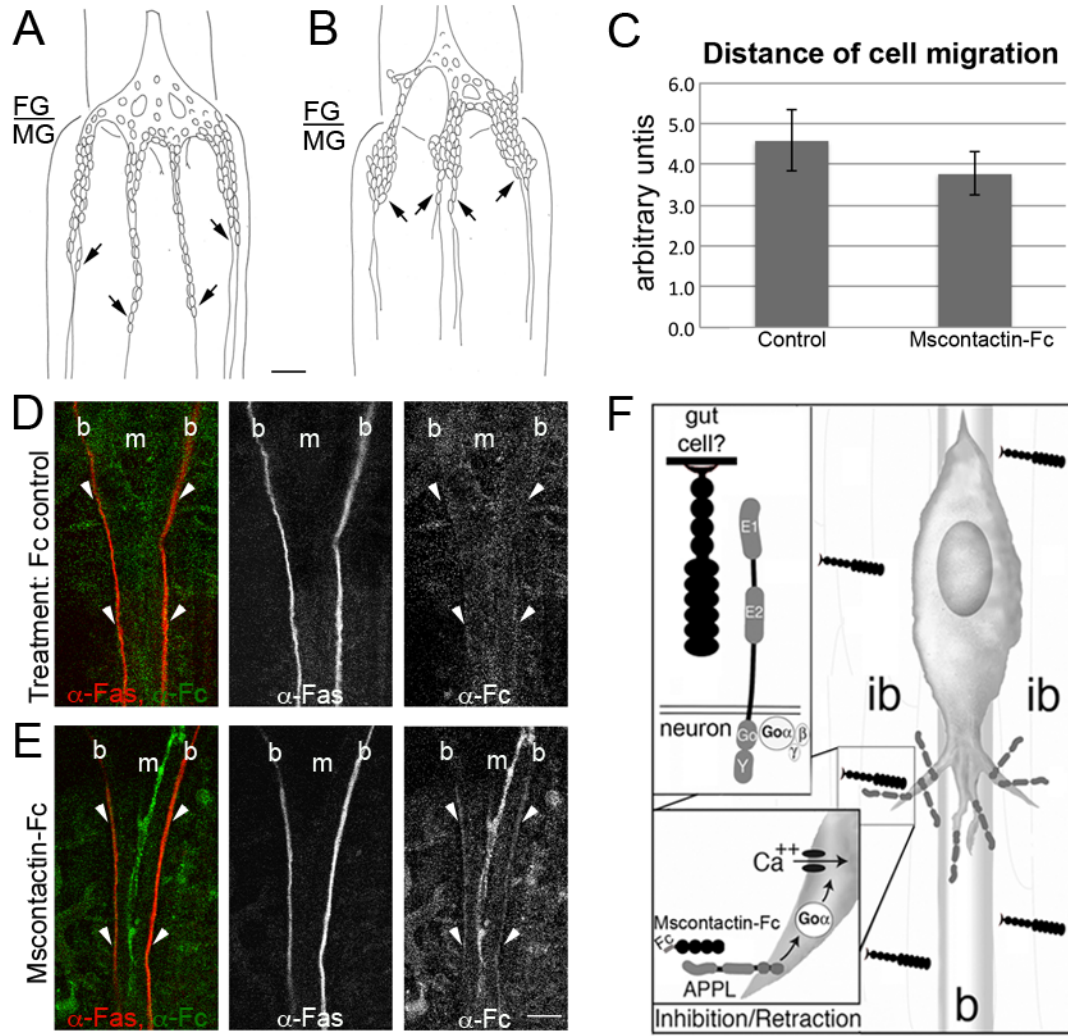 A
FG
MG
B
FG
MG
C
Distance of cell migration
arbitrary untis
6.0
5.0
4.0
3.0
2.0
1.0
0.0
Control
Mscontactin-Fc
D
Treatment: Fc control
b m b
α-Fas, α-Fc
b m b
α-Fas
b b
α-Fc
E
Mscontactin-Fc
b m b
α-Fas, α-Fc
b m b
α-Fas
b m b
α-Fc
F
gut
cell?
E1
E2
neuron
Go
Goα
β
γ
Y
ib
ib
Ca++
Goα
Mscontactin-Fc
Fc
APPL
Inhibition/Retraction
b